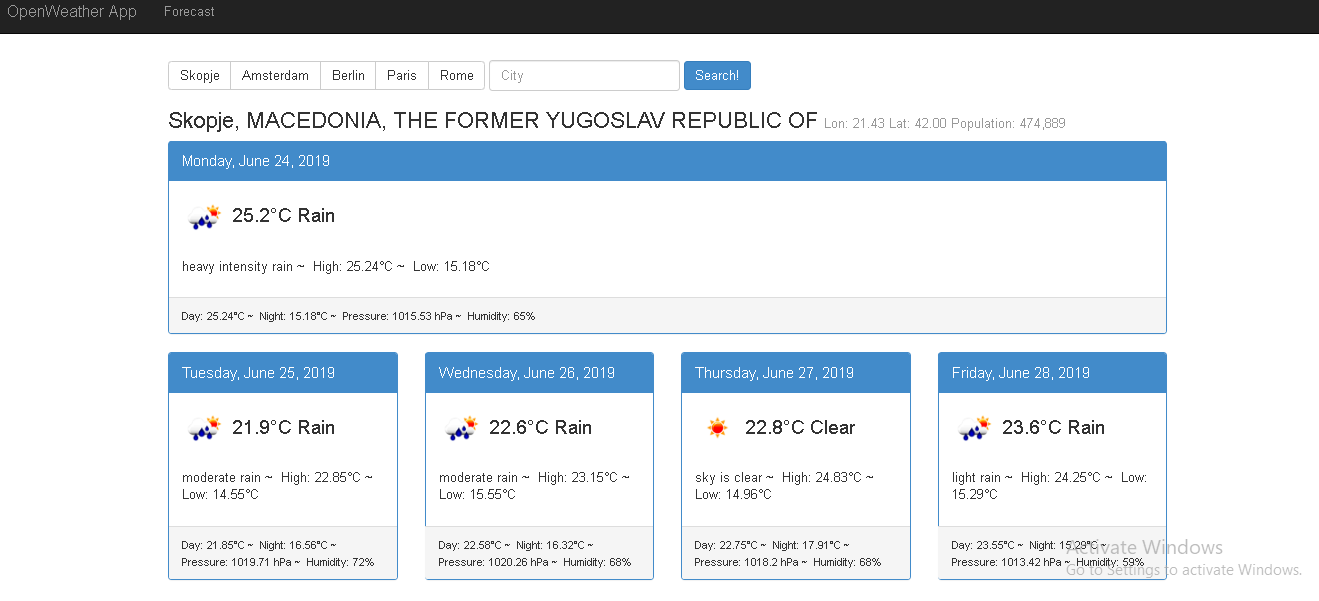 OpenWeather App Forecast
Skopje Amsterdam Berlin Paris Rome City Search!
Skopje, MACEDONIA, THE FORMER YUGOSLAV REPUBLIC OF Lon: 21.43 Lat: 42.00 Population: 474,889
Monday, June 24, 2019
25.2°C Rain
heavy intensity rain ~ High: 25.24°C ~ Low: 15.18°C
Day: 25.24°C ~ Night: 15.18°C ~ Pressure: 1015.53 hPa ~ Humidity: 65%
Tuesday, June 25, 2019
21.9°C Rain
moderate rain ~ High: 22.85°C ~
Low: 14.55°C
Day: 21.85°C ~ Night: 16.56°C ~
Pressure: 1019.71 hPa ~ Humidity: 72%
Wednesday, June 26, 2019
22.6°C Rain
moderate rain ~ High: 23.15°C ~
Low: 15.55°C
Day: 22.58°C ~ Night: 16.32°C ~
Pressure: 1020.26 hPa ~ Humidity: 68%
Thursday, June 27, 2019
22.8°C Clear
sky is clear ~ High: 24.83°C ~
Low: 14.96°C
Day: 22.75°C ~ Night: 17.91°C ~
Pressure: 1018.2 hPa ~ Humidity: 68%
Friday, June 28, 2019
23.6°C Rain
light rain ~ High: 24.25°C ~ Low:
15.29°C
Day: 23.55°C ~ Night: 15.29°C ~
Pressure: 1013.42 hPa ~ Humidity: 59%
Activate Windows
Go to Settings to activate Windows.